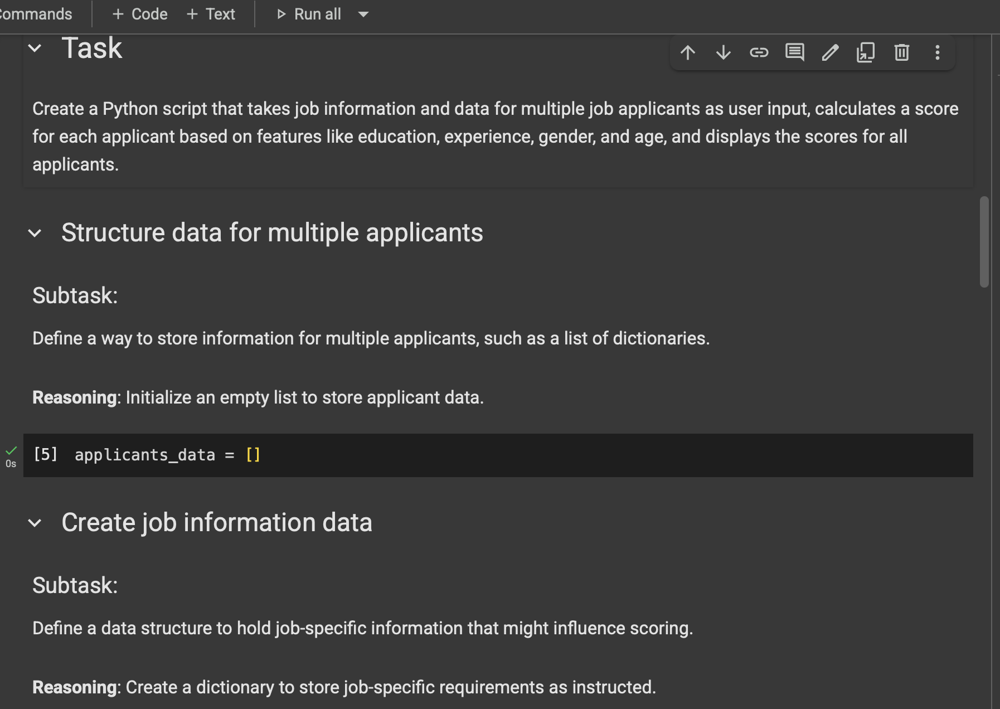 ommands
+ Code + Text
Run all
Task
Create a Python script that takes job information and data for multiple job applicants as user input, calculates a score
for each applicant based on features like education, experience, gender, and age, and displays the scores for all
applicants.
Structure data for multiple applicants
Subtask:
Define a way to store information for multiple applicants, such as a list of dictionaries.
Reasoning: Initialize an empty list to store applicant data.
[5] applicants_data = []
0s
Create job information data
Subtask:
Define a data structure to hold job-specific information that might influence scoring.
Reasoning: Create a dictionary to store job-specific requirements as instructed.